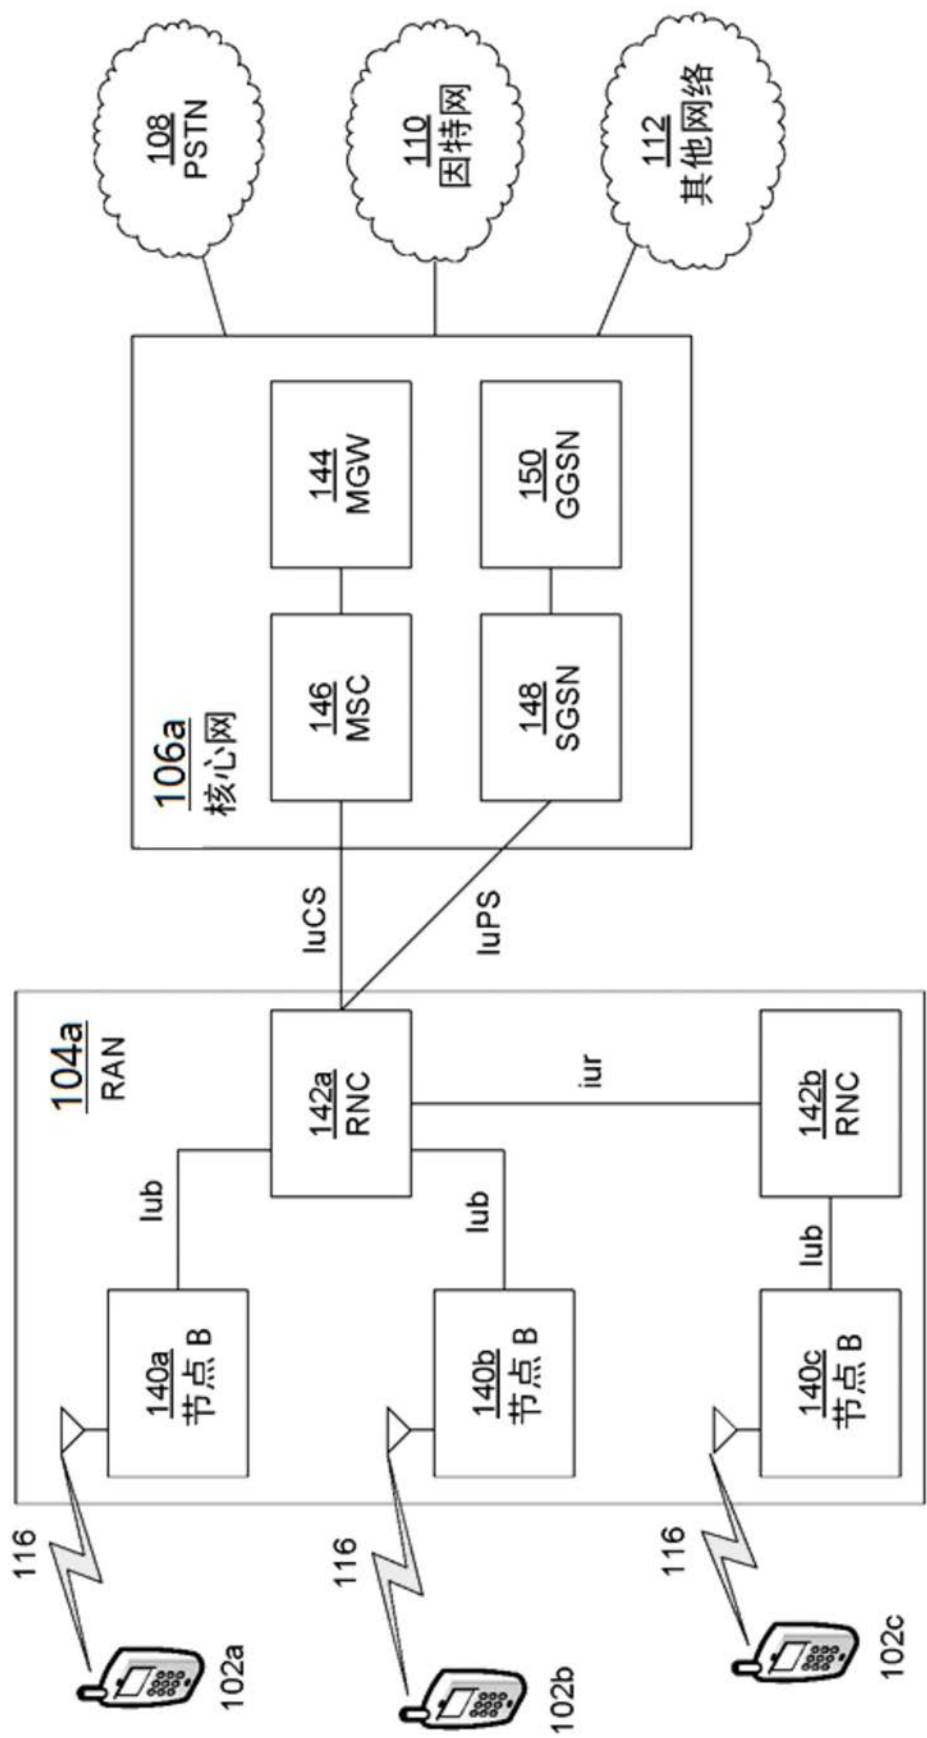 116
102a
116
102b
116
102c
104a
RAN
140a
节点 B
Iub
142a
RNC
140b
节点 B
Iub
iur
140c
节点 B
Iub
142b
RNC
IuCS
IuPS
106a
核心网
146
MSC
144
MGW
148
SGSN
150
GGSN
108
PSTN
110
因特网
112
其他网络